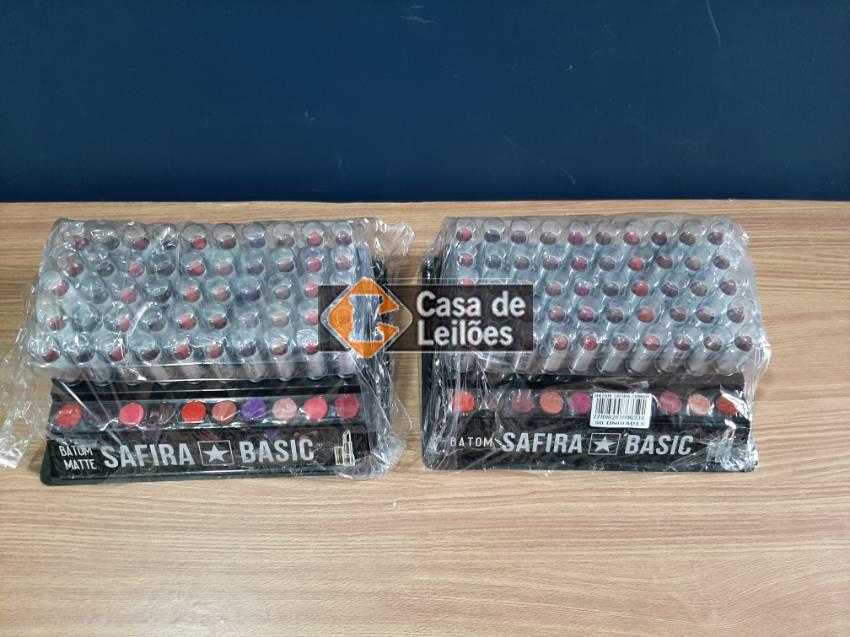 Casa de
Leilões
BATOM
MATTE
SAFIRA ★ BASIC
BATOM SAFIRA ★ BASIC
50 UNIDADES